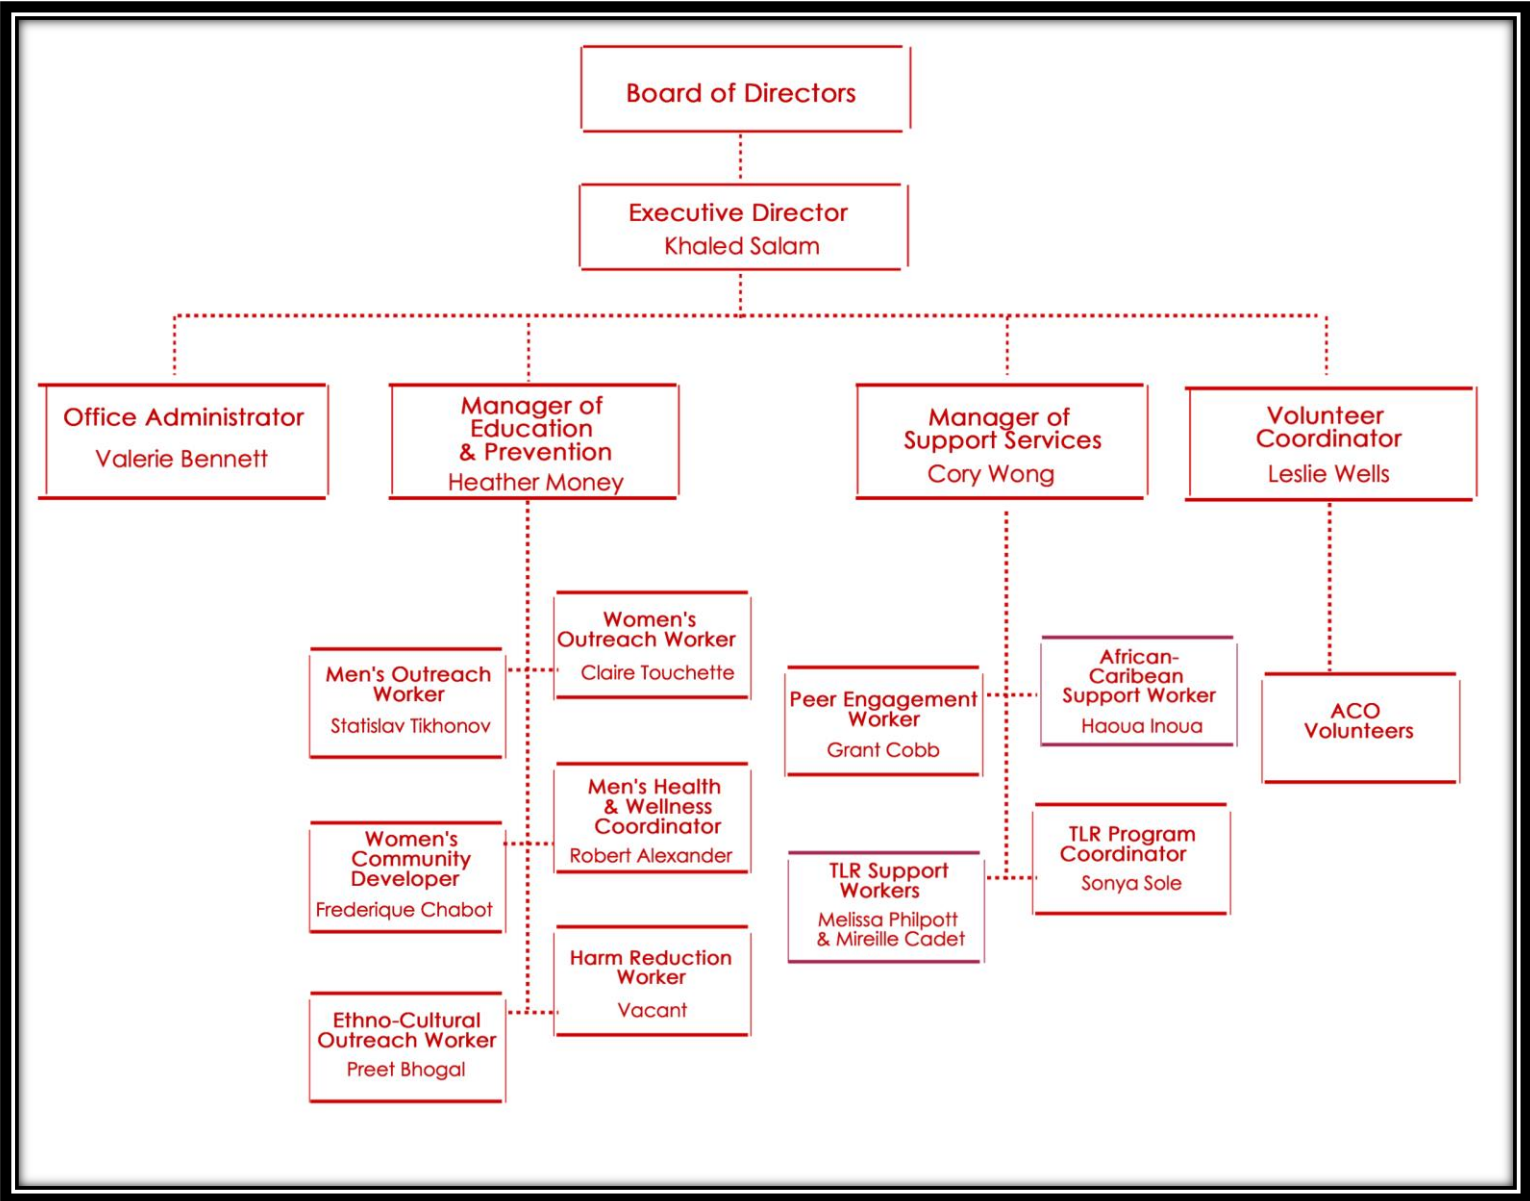 Board of Directors
Executive Director
Khaled Salam
Office Administrator
Valerie Bennett
Manager of
Education
& Prevention
Heather Money
Manager of
Support Services
Cory Wong
Volunteer
Coordinator
Leslie Wells
Women's
Outreach Worker
Claire Touchette
Men's Outreach
Worker
Statislav Tikhonov
Men's Health
& Wellness
Coordinator
Robert Alexander
Women's
Community
Developer
Frederique Chabot
Harm Reduction
Worker
Vacant
Ethno-Cultural
Outreach Worker
Preet Bhogal
African-
Caribean
Support Worker
Haoua Inoua
Peer Engagement
Worker
Grant Cobb
TLR Program
Coordinator
Sonya Sole
TLR Support
Workers
Melissa Philpott
& Mireille Cadet
ACO
Volunteers